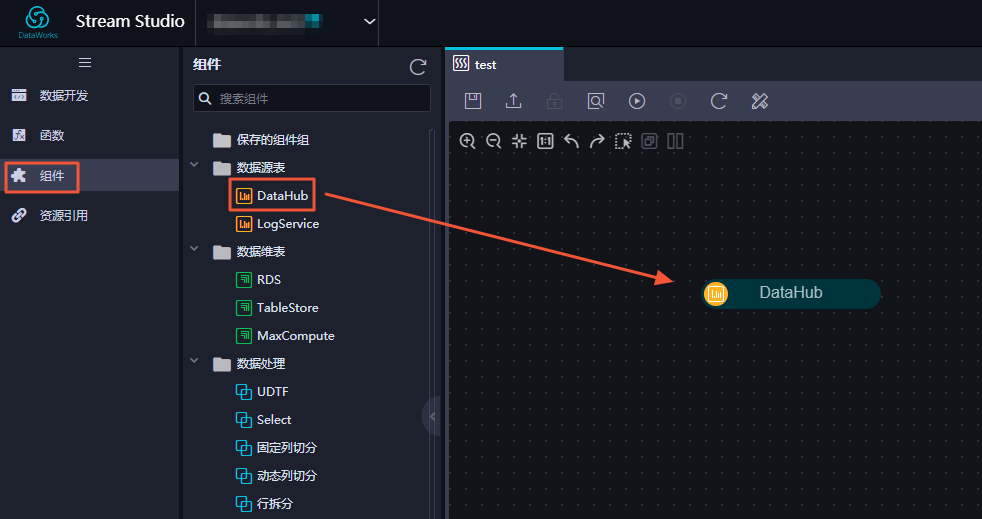 DataWorks
Stream Studio
数据开发
函数
组件
资源引用
组件
搜索组件
保存的组件组
数据源表
DataHub
LogService
数据维表
RDS
TableStore
MaxCompute
数据处理
UDTF
Select
固定列切分
动态列切分
行拆分
test
1:1
DataHub